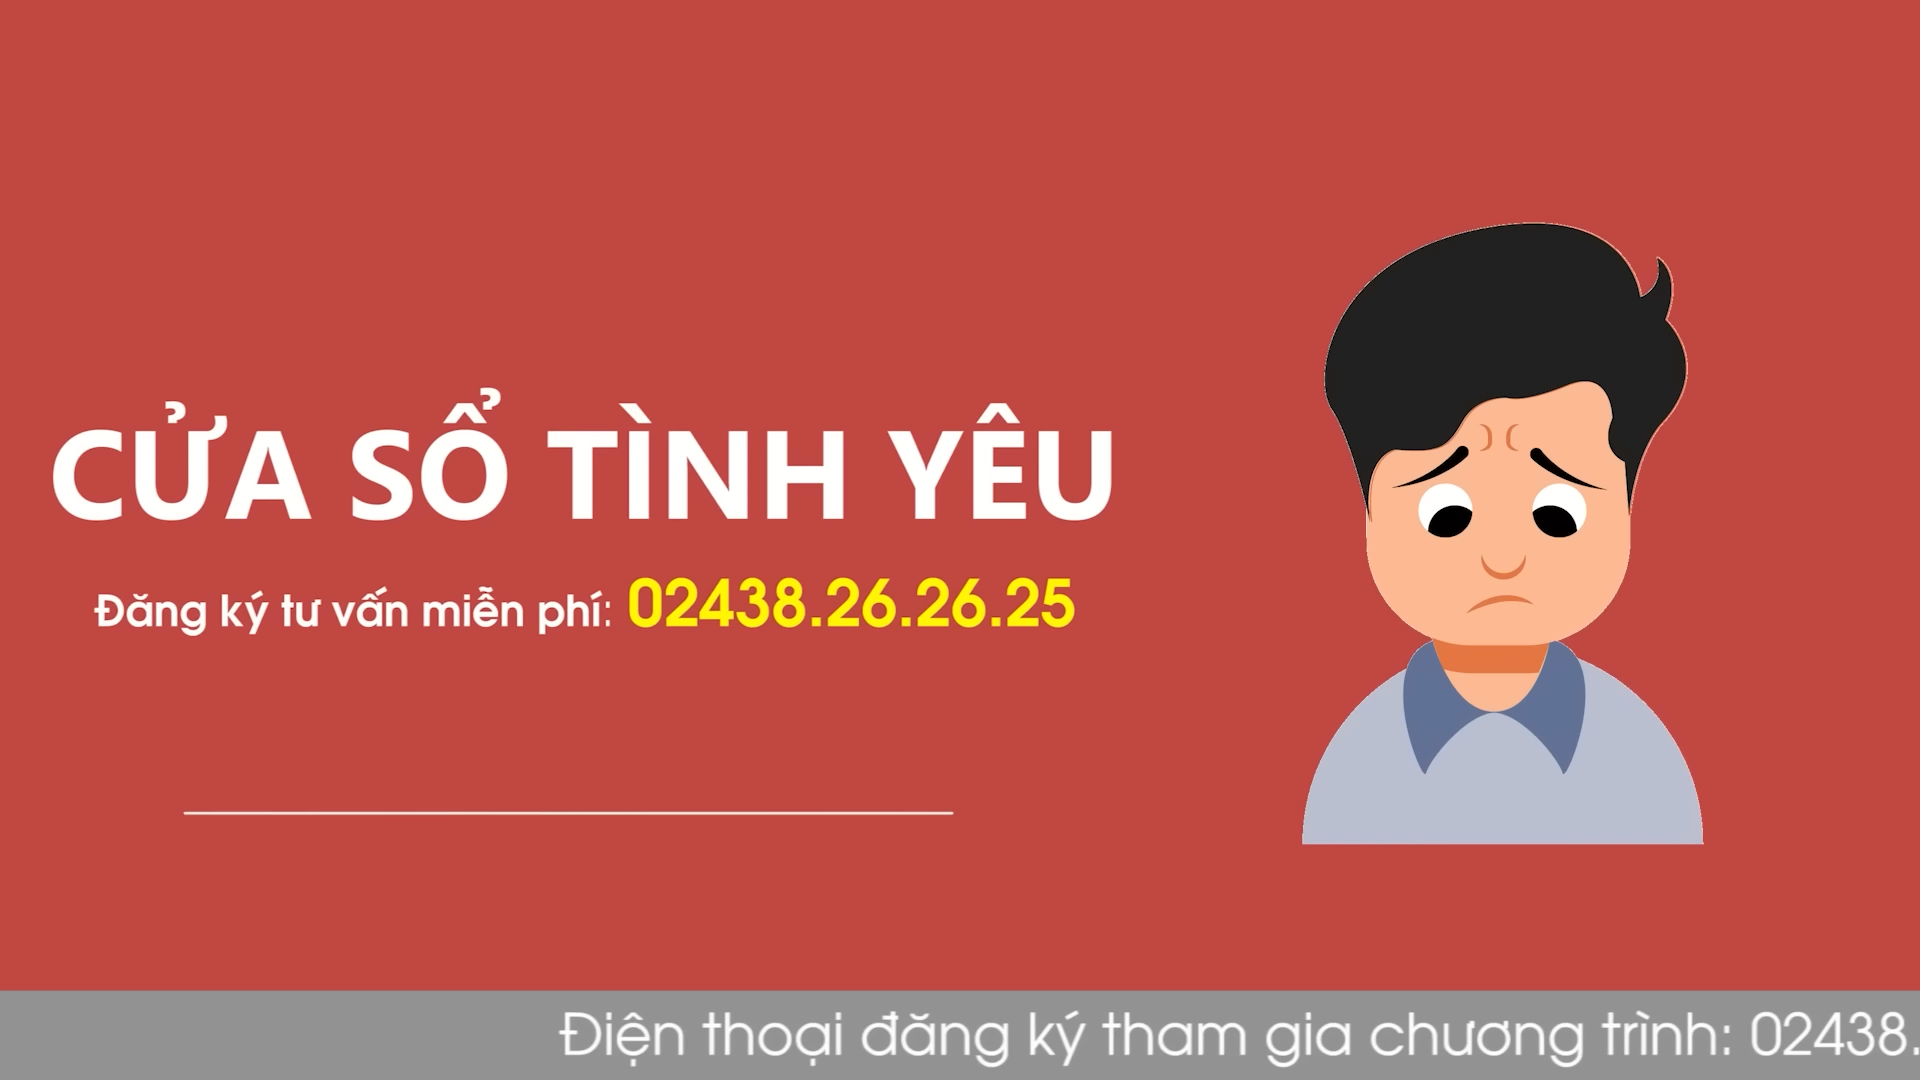 CỬA SỔ TÌNH YÊU
Đăng ký tư vấn miễn phí: 02438.26.26.25
Điện thoại đăng ký tham gia chương trình: 02438.